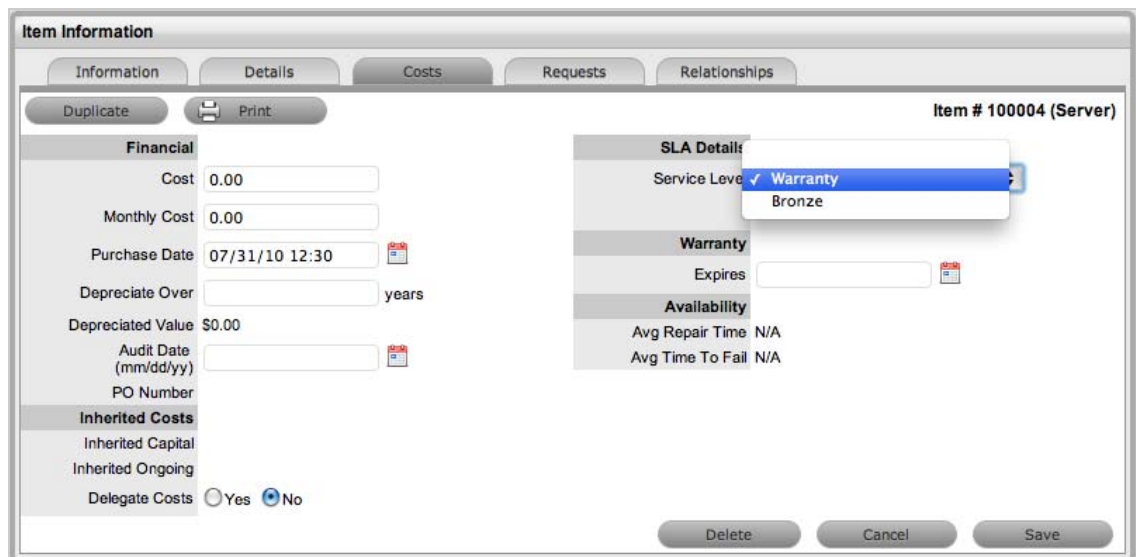 Item Information
Information Details Costs Requests Relationships
Duplicate Print Item # 100004 (Server)
Financial
Cost 0.00
Monthly Cost 0.00
Purchase Date 07/31/10 12:30
Depreciate Over years
Depreciated Value $0.00
Audit Date
(mm/dd/yy)
PO Number
Inherited Costs
Inherited Capital
Inherited Ongoing
Delegate Costs Yes No
SLA Details
Service Leve ✓ Warranty
Bronze
Warranty
Expires
Availability
Avg Repair Time N/A
Avg Time To Fail N/A
Delete Cancel Save